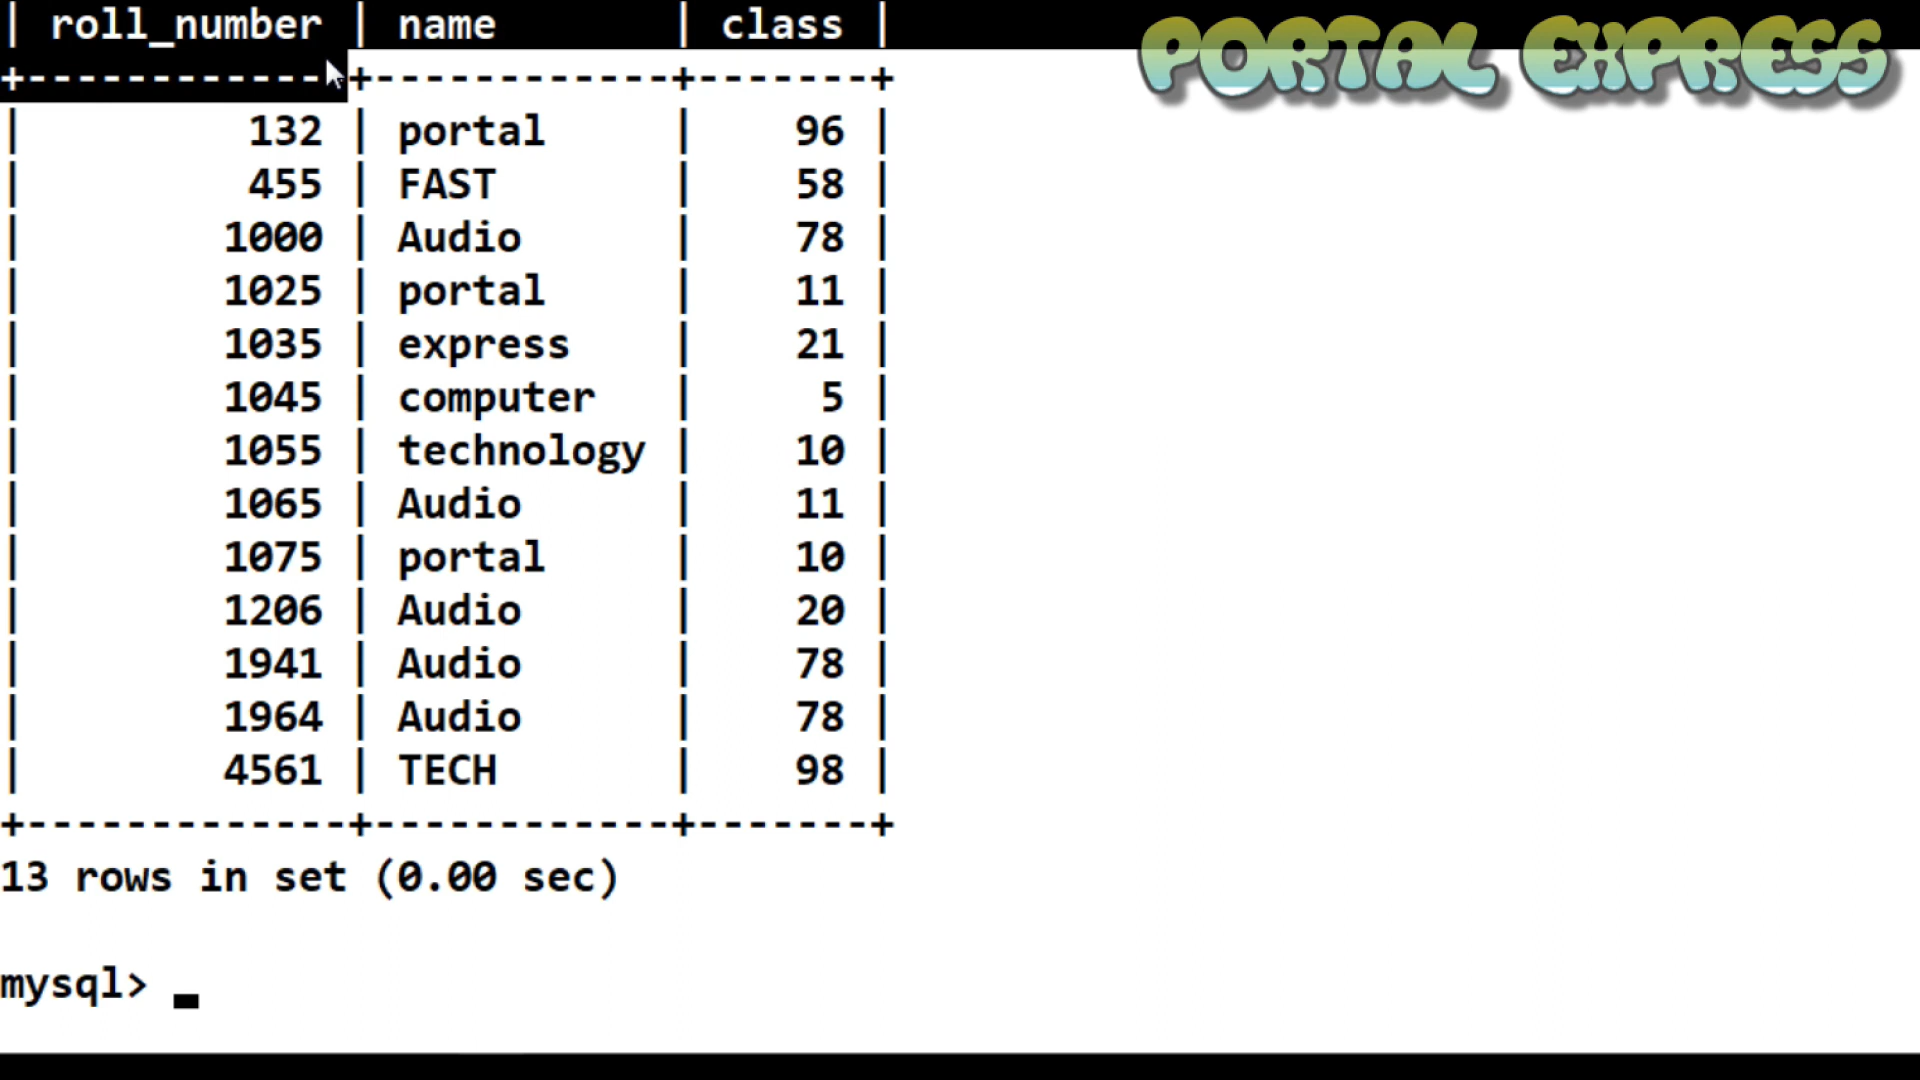 | roll_number | name       | class |
PORTAL EXPRESS
+-------------+------------+-------+
|         132 | portal     |    96 |
|         455 | FAST       |    58 |
|        1000 | Audio      |    78 |
|        1025 | portal     |    11 |
|        1035 | express    |    21 |
|        1045 | computer   |     5 |
|        1055 | technology |    10 |
|        1065 | Audio      |    11 |
|        1075 | portal     |    10 |
|        1206 | Audio      |    20 |
|        1941 | Audio      |    78 |
|        1964 | Audio      |    78 |
|        4561 | TECH       |    98 |
+-------------+------------+-------+
13 rows in set (0.00 sec)
mysql>